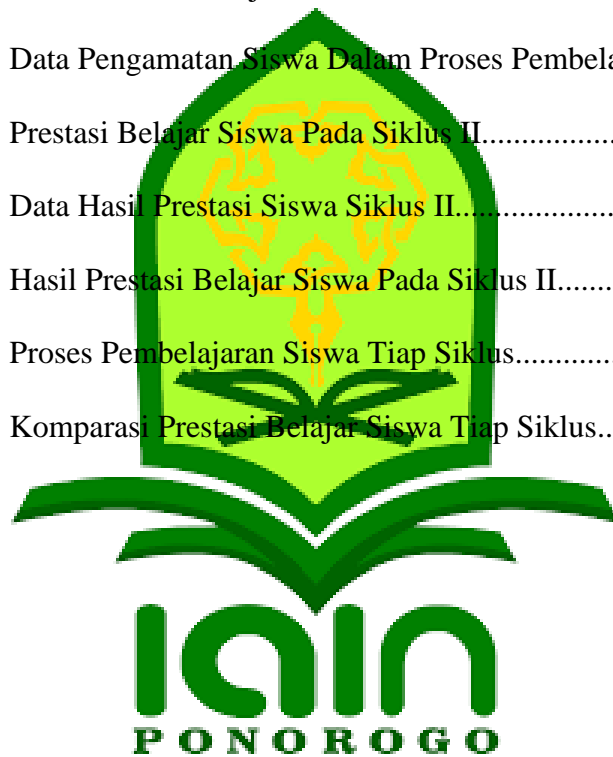 Data Pengamatan Siswa Dalam Proses Pembela
Prestasi Belajar Siswa Pada Siklus II.................
Data Hasil Prestasi Siswa Siklus II....................
Hasil Prestasi Belajar Siswa Pada Siklus II.......
Proses Pembelajaran Siswa Tiap Siklus............
Komparasi Prestasi Belajar Siswa Tiap Siklus..
iain
PONOROGO